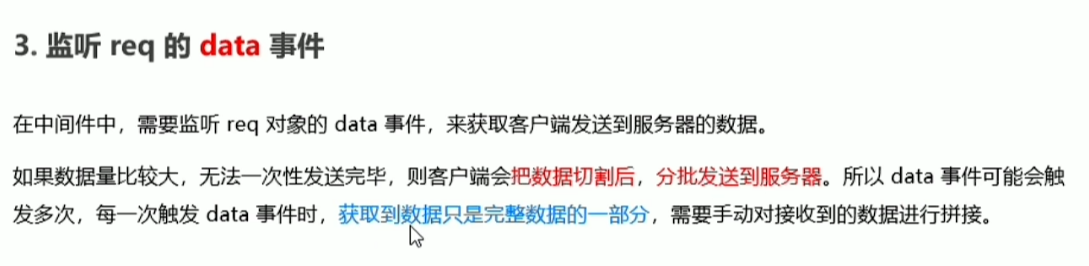 3. 监听 req 的 data 事件
在中间件中，需要监听 req 对象的 data 事件，来获取客户端发送到服务器的数据。
如果数据量比较大，无法一次性发送完毕，则客户端会把数据切割后，分批发送到服务器。所以 data 事件可能会触
发多次，每一次触发 data 事件时，获取到数据只是完整数据的一部分，需要手动对接收到的数据进行拼接。